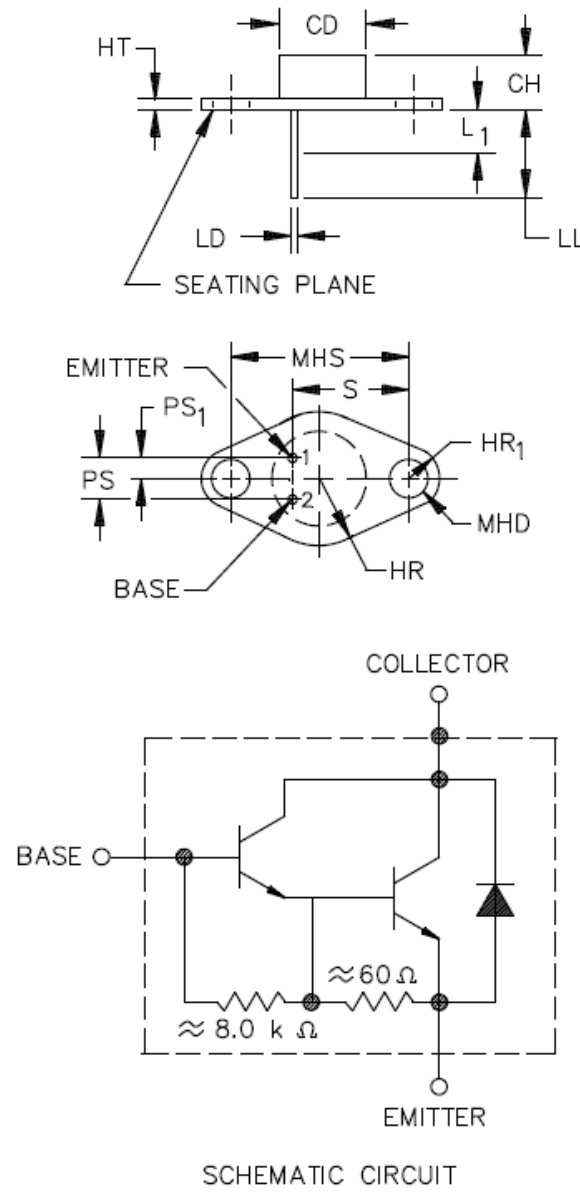 HT
CD
CH
L1
LD
LL
SEATING PLANE
EMITTER
MHS
S
PS1
PS
1
2
HR1
MHD
HR
BASE
COLLECTOR
BASE
≈60 Ω
≈ 8.0 k Ω
EMITTER
SCHEMATIC CIRCUIT